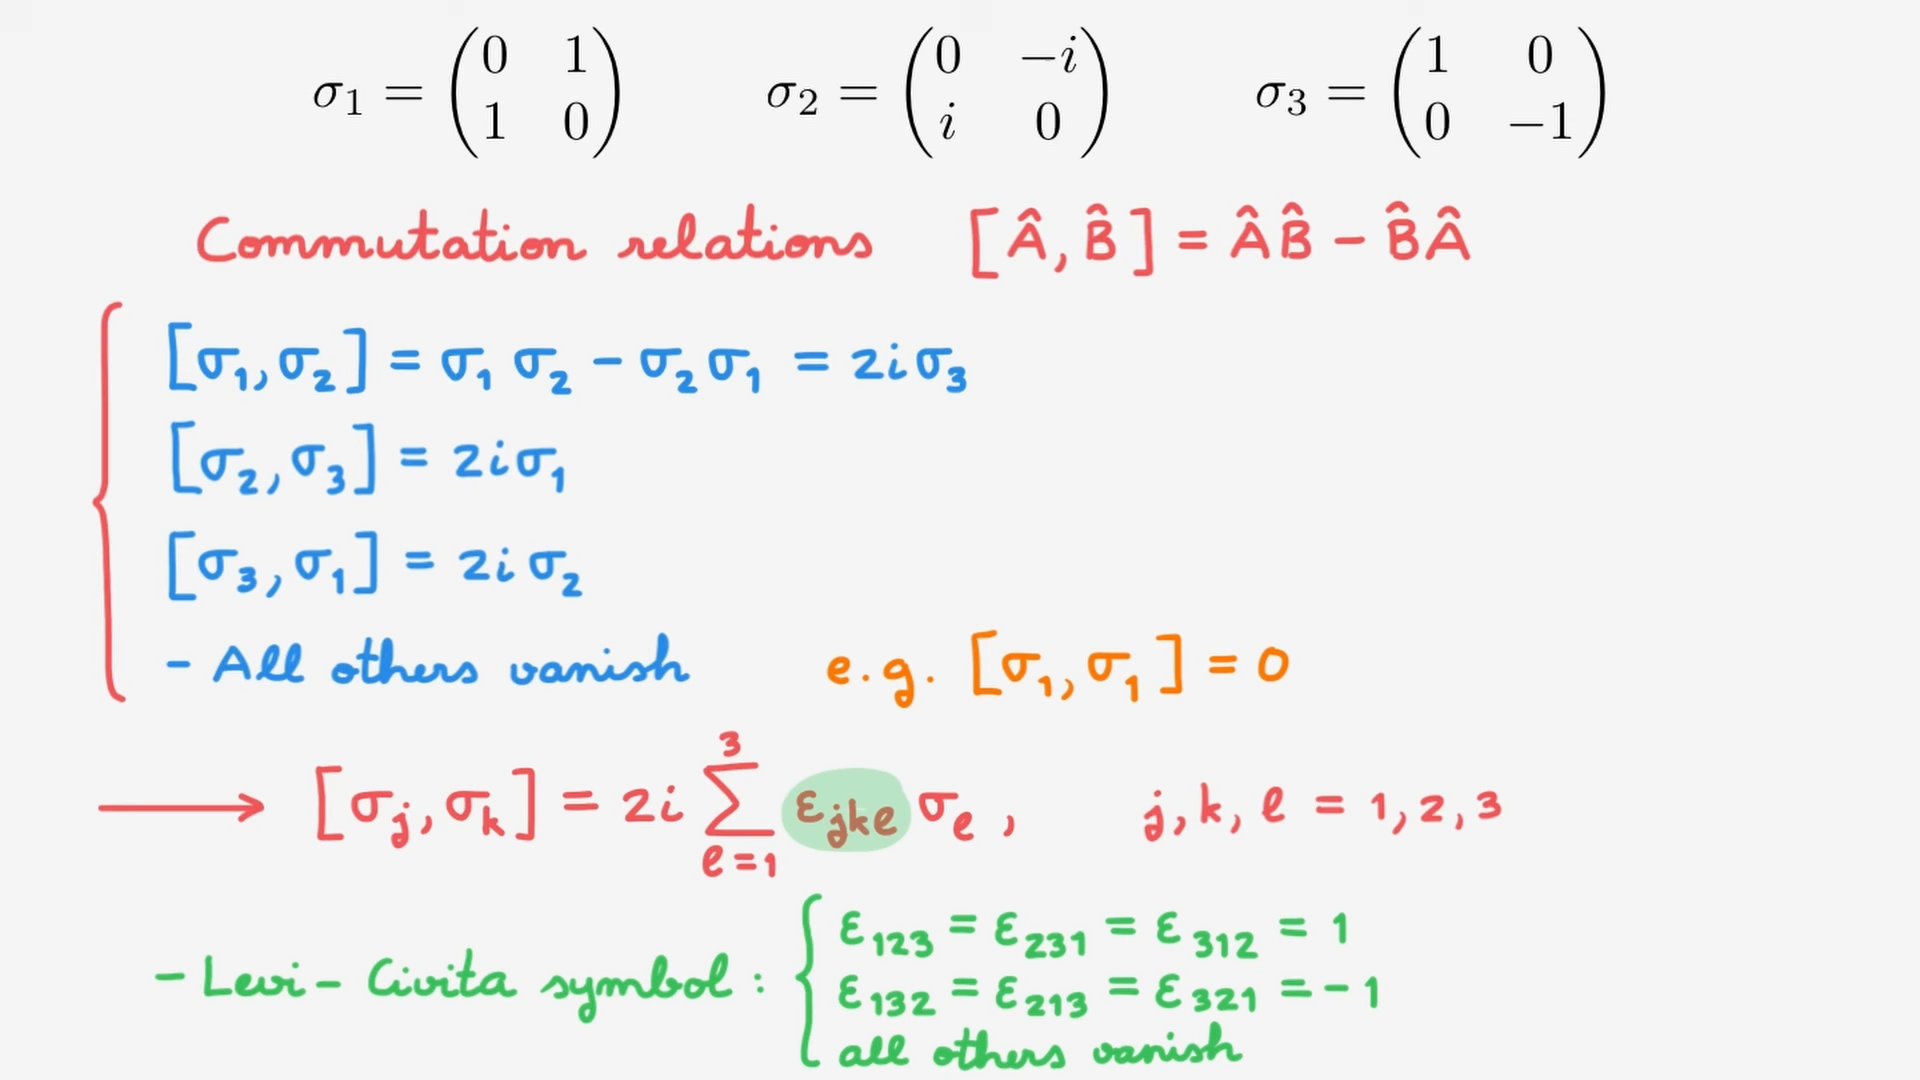 σ₁ = (0 1; 1 0)    σ₂ = (0 −i; i 0)    σ₃ = (1 0; 0 −1)
Commutation relations    [Â, B̂] = ÂB̂ − B̂Â
[σ₁, σ₂] = σ₁ σ₂ − σ₂ σ₁ = 2iσ₃
[σ₂, σ₃] = 2iσ₁
[σ₃, σ₁] = 2iσ₂
- All others vanish    e.g. [σ₁, σ₁] = 0
⟶ [σⱼ, σₖ] = 2i ∑_{ℓ=1}^{3} ε_{jkℓ} σ_ℓ ,    j, k, ℓ = 1, 2, 3
- Levi-Civita symbol : { ε₁₂₃ = ε₂₃₁ = ε₃₁₂ = 1
ε₁₃₂ = ε₂₁₃ = ε₃₂₁ = -1
all others vanish